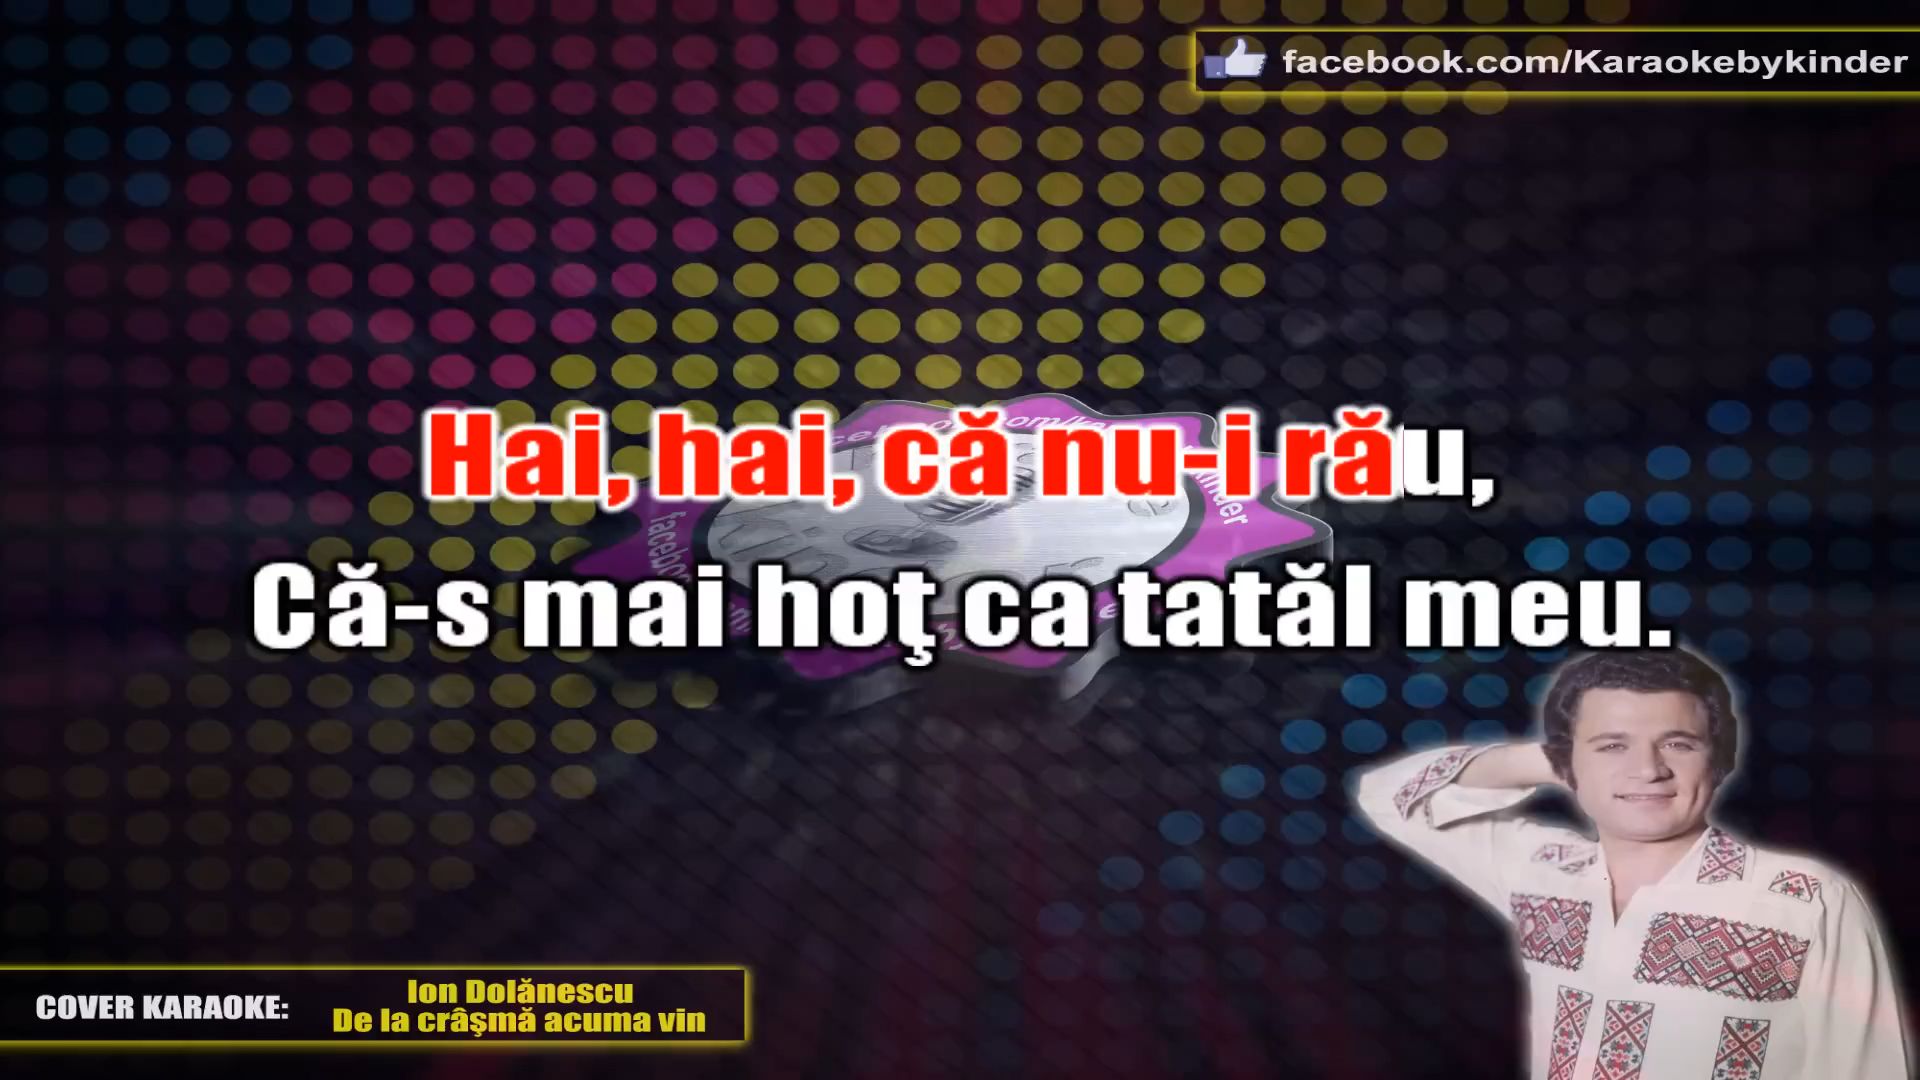 facebook.com/Karaokebykinder
Hai, hai, că nu-i rău,
Că-s mai hoţ ca tatăl meu.
COVER KARAOKE:
Ion Dolănescu
De la crâşmă acuma vin